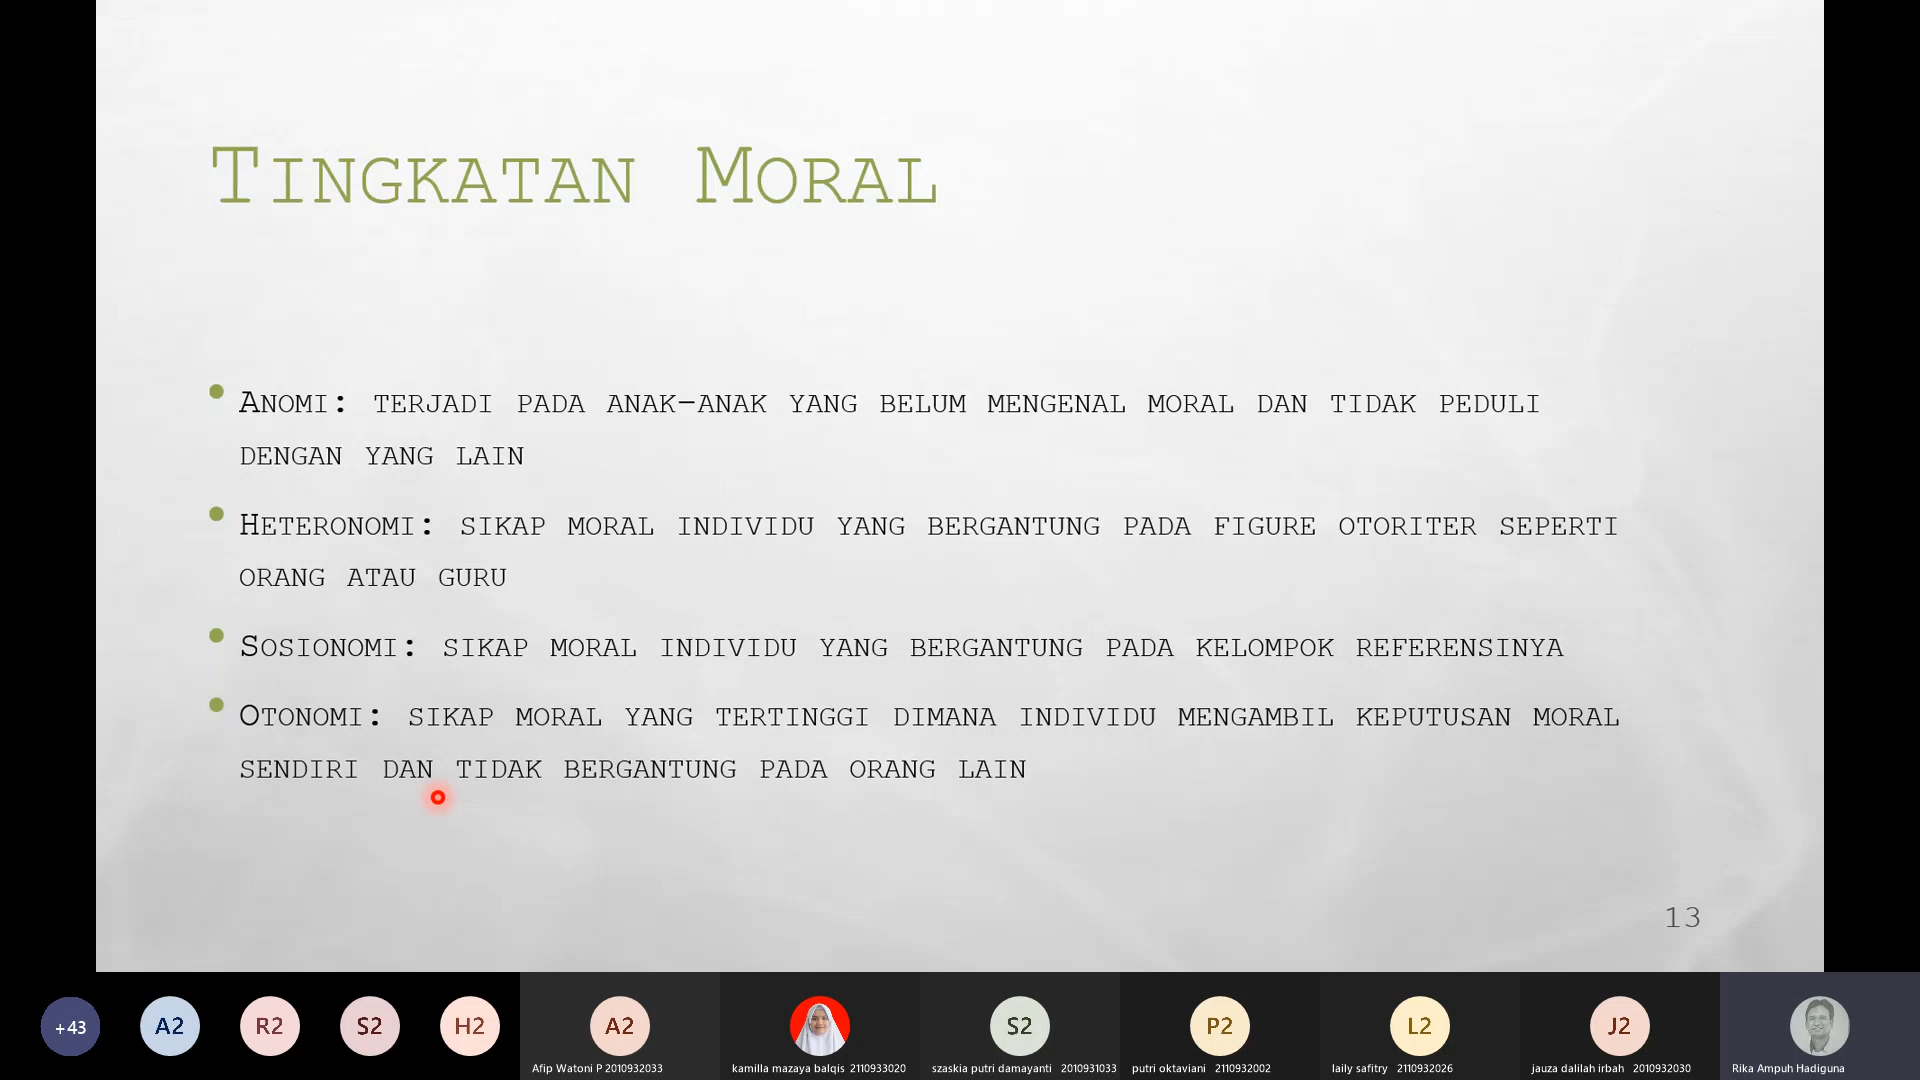 TINGKATAN MORAL
ANOMI: TERJADI PADA ANAK-ANAK YANG BELUM MENGENAL MORAL DAN TIDAK PEDULI
DENGAN YANG LAIN
HETERONOMI: SIKAP MORAL INDIVIDU YANG BERGANTUNG PADA FIGURE OTORITER SEPERTI
ORANG ATAU GURU
SOSIONOMI: SIKAP MORAL INDIVIDU YANG BERGANTUNG PADA KELOMPOK REFERENSINYA
OTONOMI: SIKAP MORAL YANG TERTINGGI DIMANA INDIVIDU MENGAMBIL KEPUTUSAN MORAL
SENDIRI DAN TIDAK BERGANTUNG PADA ORANG LAIN
13
+43 A2 R2 S2 H2 A2 S2 P2 L2 J2
Afip Watoni P 2010932033 kamilla mazaya balqis 2110933020 szaskia putri damayanti 2010931033 putri oktaviani 2110932002 laily safitry 2110932026 jauza dalilah irbah 2010932030 Rika Ampuh Hadiguna